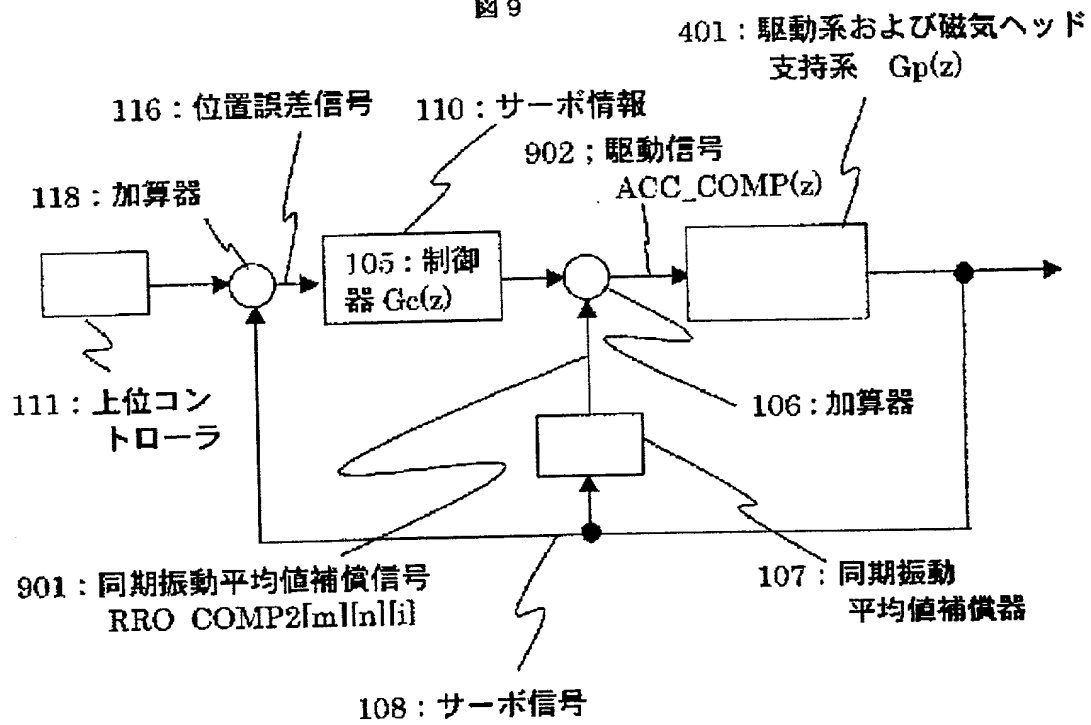 図9
401：駆動系および磁気ヘッド
支持系 Gp(z)
116：位置誤差信号
110：サーボ情報
902；駆動信号
ACC_COMP(z)
118：加算器
105：制御
器 Gc(z)
111：上位コン
トローラ
106：加算器
901：同期振動平均値補償信号
RRO COMP2[m][n][i]
107：同期振動
平均値補償器
108：サーボ信号